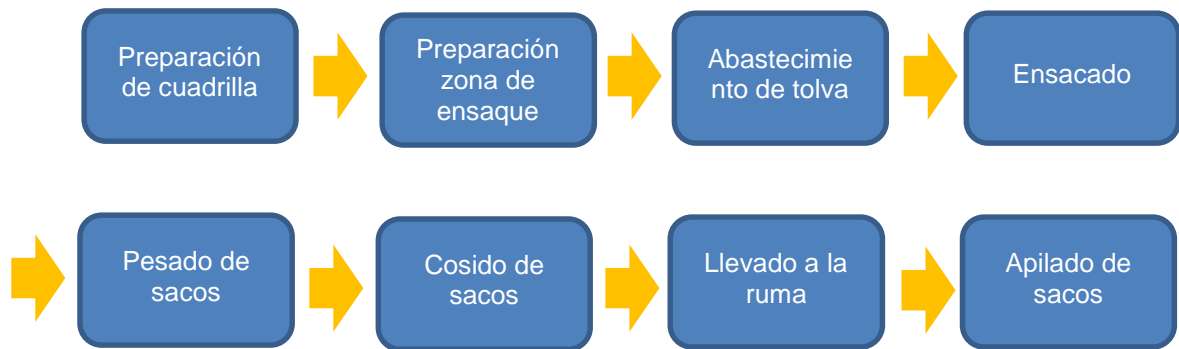 Preparación
de cuadrilla
Preparación
zona de
ensaque
Abastecimie
nto de tolva
Ensacado
Pesado de
sacos
Cosido de
sacos
Llevado a la
ruma
Apilado de
sacos